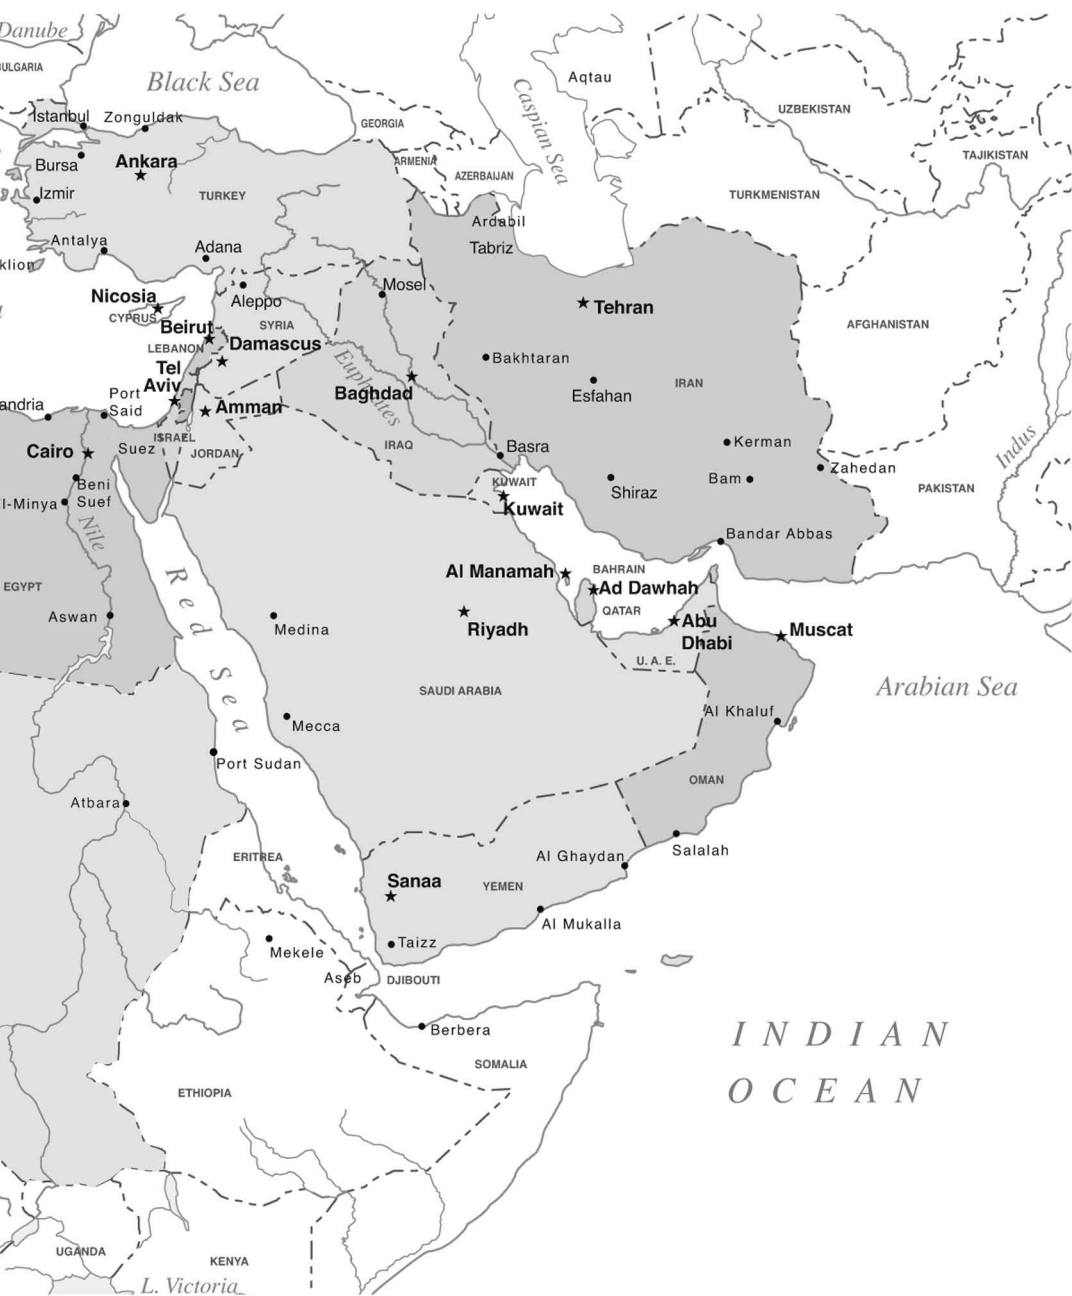 Danube
BULGARIA
Black Sea
Caspian Sea
Aqtau
UZBEKISTAN
TAJIKISTAN
TURKMENISTAN
GEORGIA
ARMENIA
AZERBAIJAN
Istanbul
Zonguldak
Bursa
Ankara
Izmir
TURKEY
Antalya
Adana
klion
Ardabil
Tabriz
Nicosia
CYPRUS
Aleppo
Mosel
Tehran
AFGHANISTAN
Beirut
SYRIA
LEBANON
Damascus
Euphrates
Bakhtaran
IRAN
Tel
Aviv
Baghdad
Esfahan
andria
Port
Said
Amman
Cairo
Suez
ISRAEL
JORDAN
IRAQ
Basra
Kerman
Indus
Zahedan
PAKISTAN
Beni
Suef
l-Minya
Nile
KUWAIT
Kuwait
Shiraz
Bam
Bandar Abbas
EGYPT
Red Sea
Al Manamah
BAHRAIN
Ad Dawhah
QATAR
Aswan
Medina
Riyadh
Abu
Dhabi
U. A. E.
Muscat
SAUDI ARABIA
Arabian Sea
Mecca
Al Khaluf
Port Sudan
OMAN
Atbara
ERITREA
Al Ghaydan
Salalah
Sanaa
YEMEN
Al Mukalla
Taizz
Mekele
Aseb
DJIBOUTI
Berbera
INDIAN
OCEAN
SOMALIA
ETHIOPIA
UGANDA
KENYA
L. Victoria